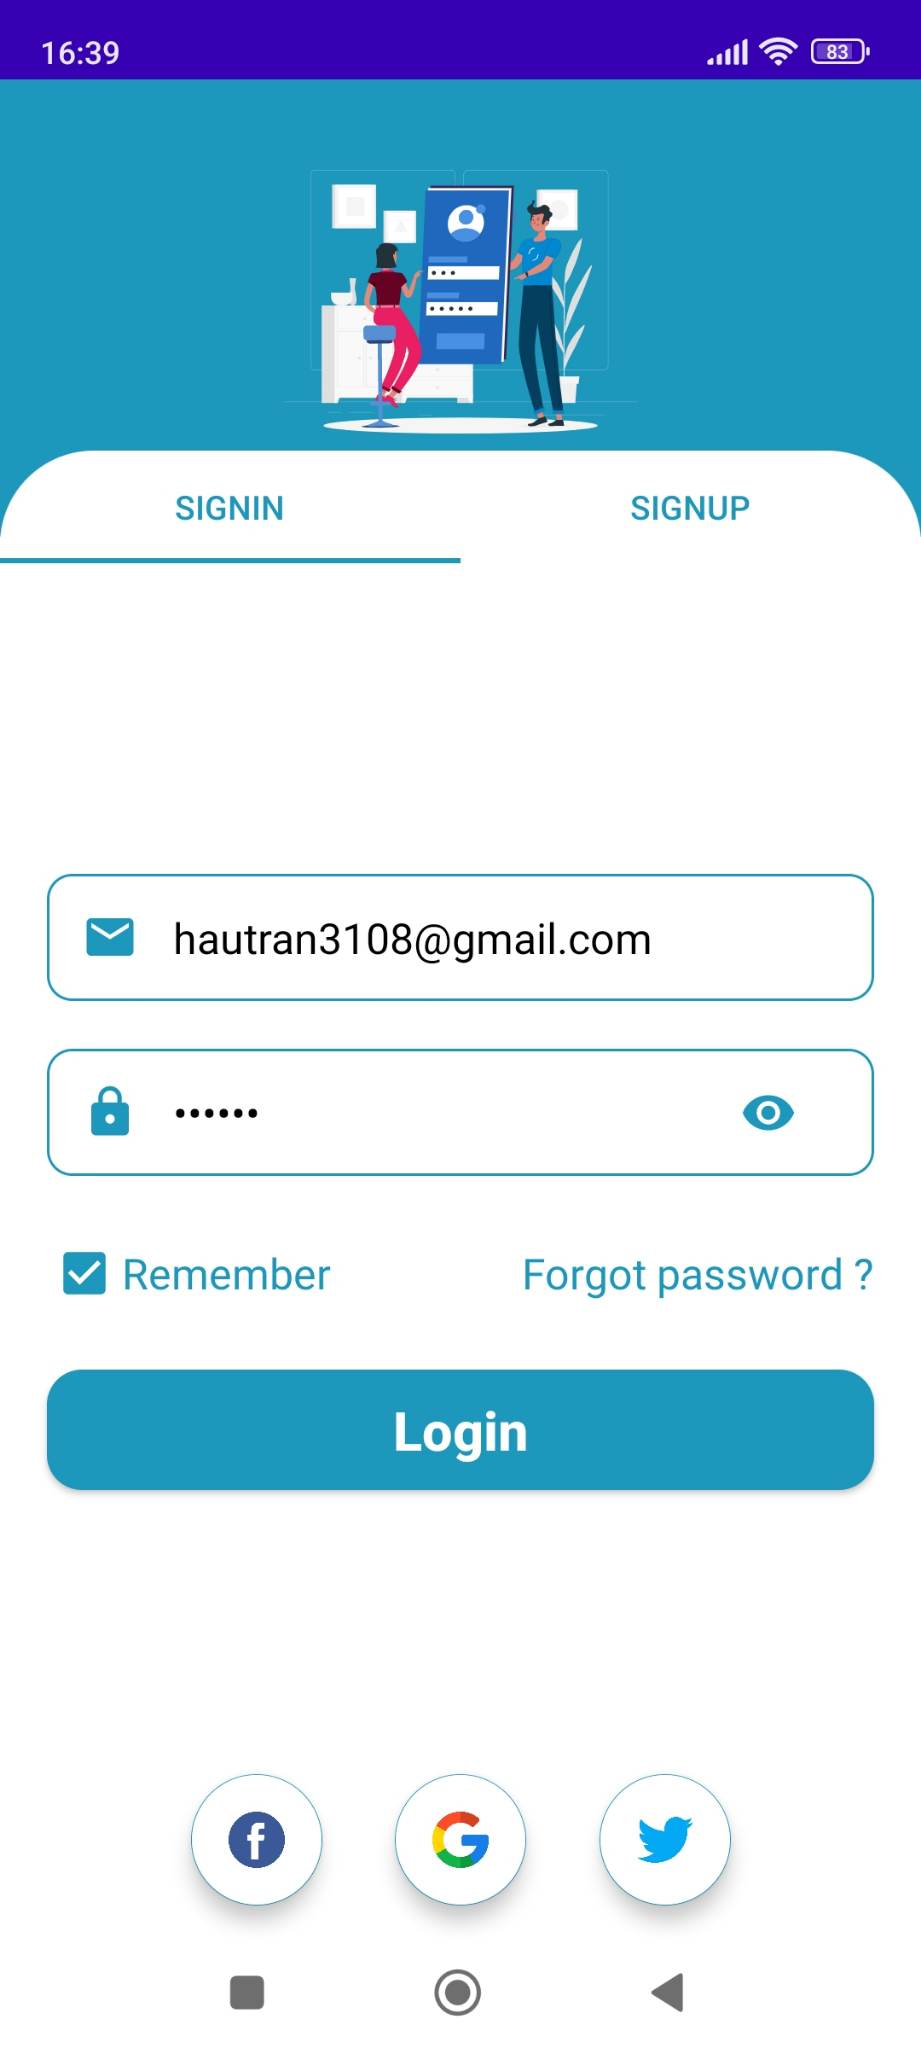 16:39
83
SIGNIN
SIGNUP
hautran3108@gmail.com
••••••
Remember
Forgot password ?
Login